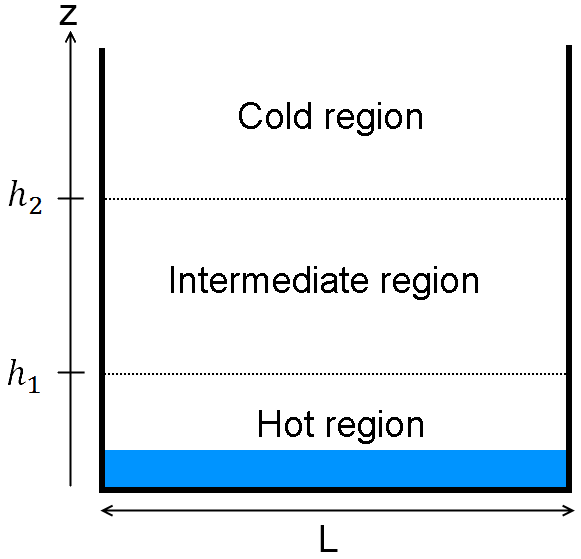 z
Cold region
h₂
Intermediate region
h₁
Hot region
L